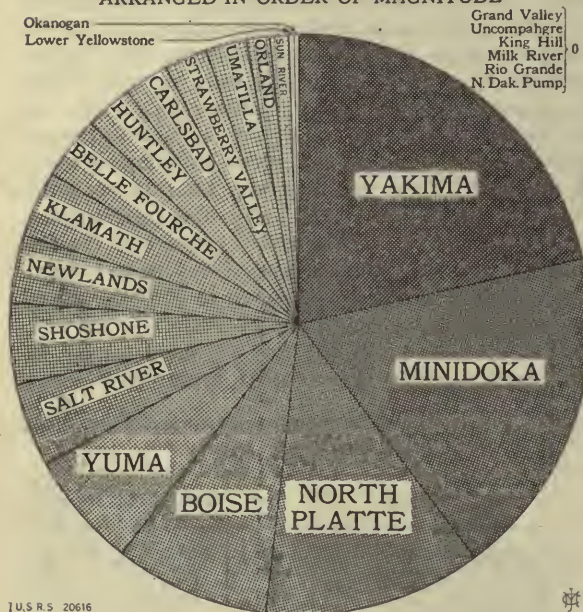 ARRANGED IN ORDER OF MAGNITUDE
Okanogan
Lower Yellowstone
Grand Valley
Uncompahgre
King Hill
Milk River
Rio Grande
N. Dak. Pump.
0
SUN RIVER
ORLAND
UMATILLA
STRAWBERRY VALLEY
CARLSBAD
HUNTLEY
BELLE FOURCHE
KLAMATH
NEWLANDS
SHOSHONE
SALT RIVER
YUMA
BOISE
NORTH
PLATTE
MINIDOKA
YAKIMA
U.S.R.S 20616